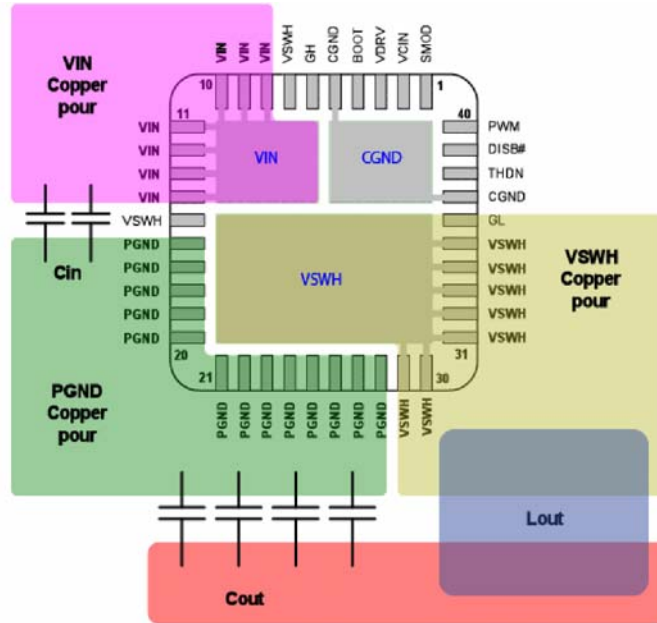 VIN
Copper
pour
VIN
VIN
VIN
VSWH
GH
CGND
BOOT
VDRV
VCIN
SMOD
10
1
11
40
VIN
VIN
VIN
VIN
VSWH
PWM
DISB#
THDN
CGND
GL
VIN
CGND
VSWH
PGND
PGND
PGND
PGND
PGND
VSWH
VSWH
VSWH
VSWH
VSWH
Cin
VSWH
Copper
pour
20
31
21
30
PGND
Copper
pour
PGND
PGND
PGND
PGND
PGND
PGND
PGND
PGND
VSWH
VSWH
Lout
Cout